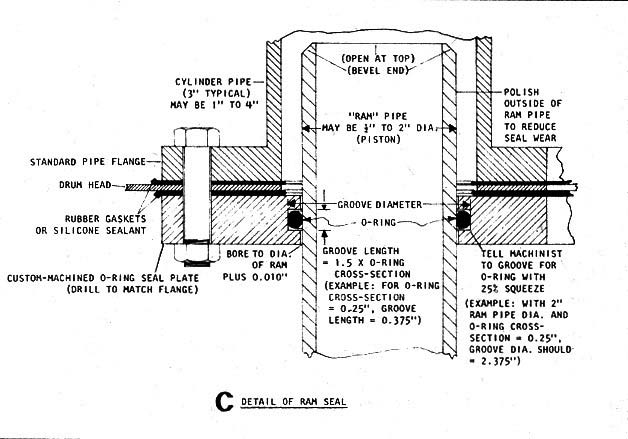 (OPEN AT TOP)
(BEVEL END)
CYLINDER PIPE
(3" TYPICAL)
MAY BE 1" TO 4"
POLISH
OUTSIDE OF
RAM PIPE
TO REDUCE
SEAL WEAR
"RAM" PIPE
MAY BE ½" TO 2" DIA.
(PISTON)
STANDARD PIPE FLANGE
DRUM HEAD
RUBBER GASKETS
OR SILICONE SEALANT
GROOVE DIAMETER
O-RING
CUSTOM-MACHINED O-RING SEAL PLATE
(DRILL TO MATCH FLANGE)
BORE TO DIA.
OF RAM
PLUS 0.010"
GROOVE LENGTH
= 1.5 X O-RING
CROSS-SECTION
(EXAMPLE: FOR O-RING
CROSS-SECTION
= 0.25", GROOVE
LENGTH = 0.375")
TELL MACHINIST
TO GROOVE FOR
O-RING WITH
25% SQUEEZE
(EXAMPLE: WITH 2"
RAM PIPE DIA. AND
O-RING CROSS-
SECTION = 0.25",
GROOVE DIA. SHOULD
= 2.375")
C DETAIL OF RAM SEAL